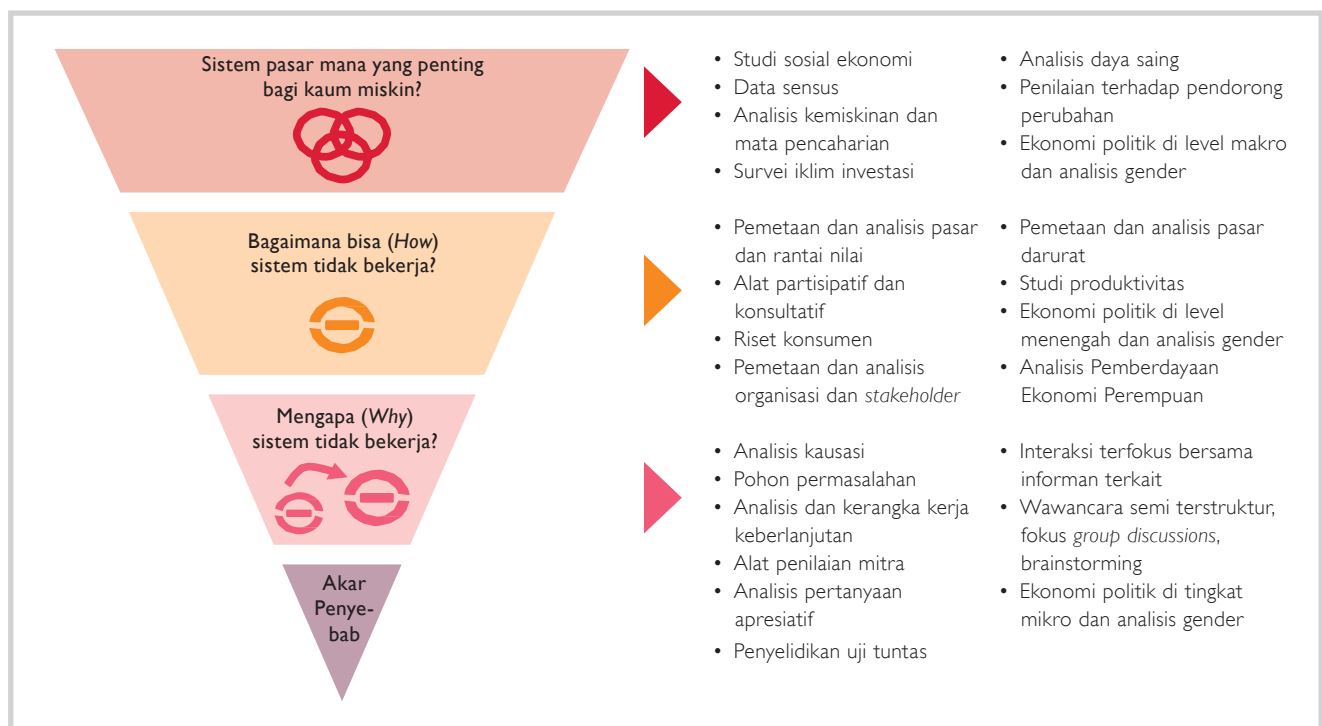 Sistem pasar mana yang penting
bagi kaum miskin?
• Studi sosial ekonomi
• Data sensus
• Analisis kemiskinan dan
mata pencaharian
• Survei iklim investasi
• Analisis daya saing
• Penilaian terhadap pendorong
perubahan
• Ekonomi politik di level makro
dan analisis gender
Bagaimana bisa (How)
sistem tidak bekerja?
• Pemetaan dan analisis pasar
dan rantai nilai
• Alat partisipatif dan
konsultatif
• Riset konsumen
• Pemetaan dan analisis
organisasi dan stakeholder
• Pemetaan dan analisis pasar
darurat
• Studi produktivitas
• Ekonomi politik di level
menengah dan analisis gender
• Analisis Pemberdayaan
Ekonomi Perempuan
Mengapa (Why)
sistem tidak bekerja?
• Analisis kausasi
• Pohon permasalahan
• Analisis dan kerangka kerja
keberlanjutan
• Alat penilaian mitra
• Analisis pertanyaan
apresiatif
• Penyelidikan uji tuntas
• Interaksi terfokus bersama
informan terkait
• Wawancara semi terstruktur,
fokus group discussions,
brainstorming
• Ekonomi politik di tingkat
mikro dan analisis gender
Akar
Penye-
bab